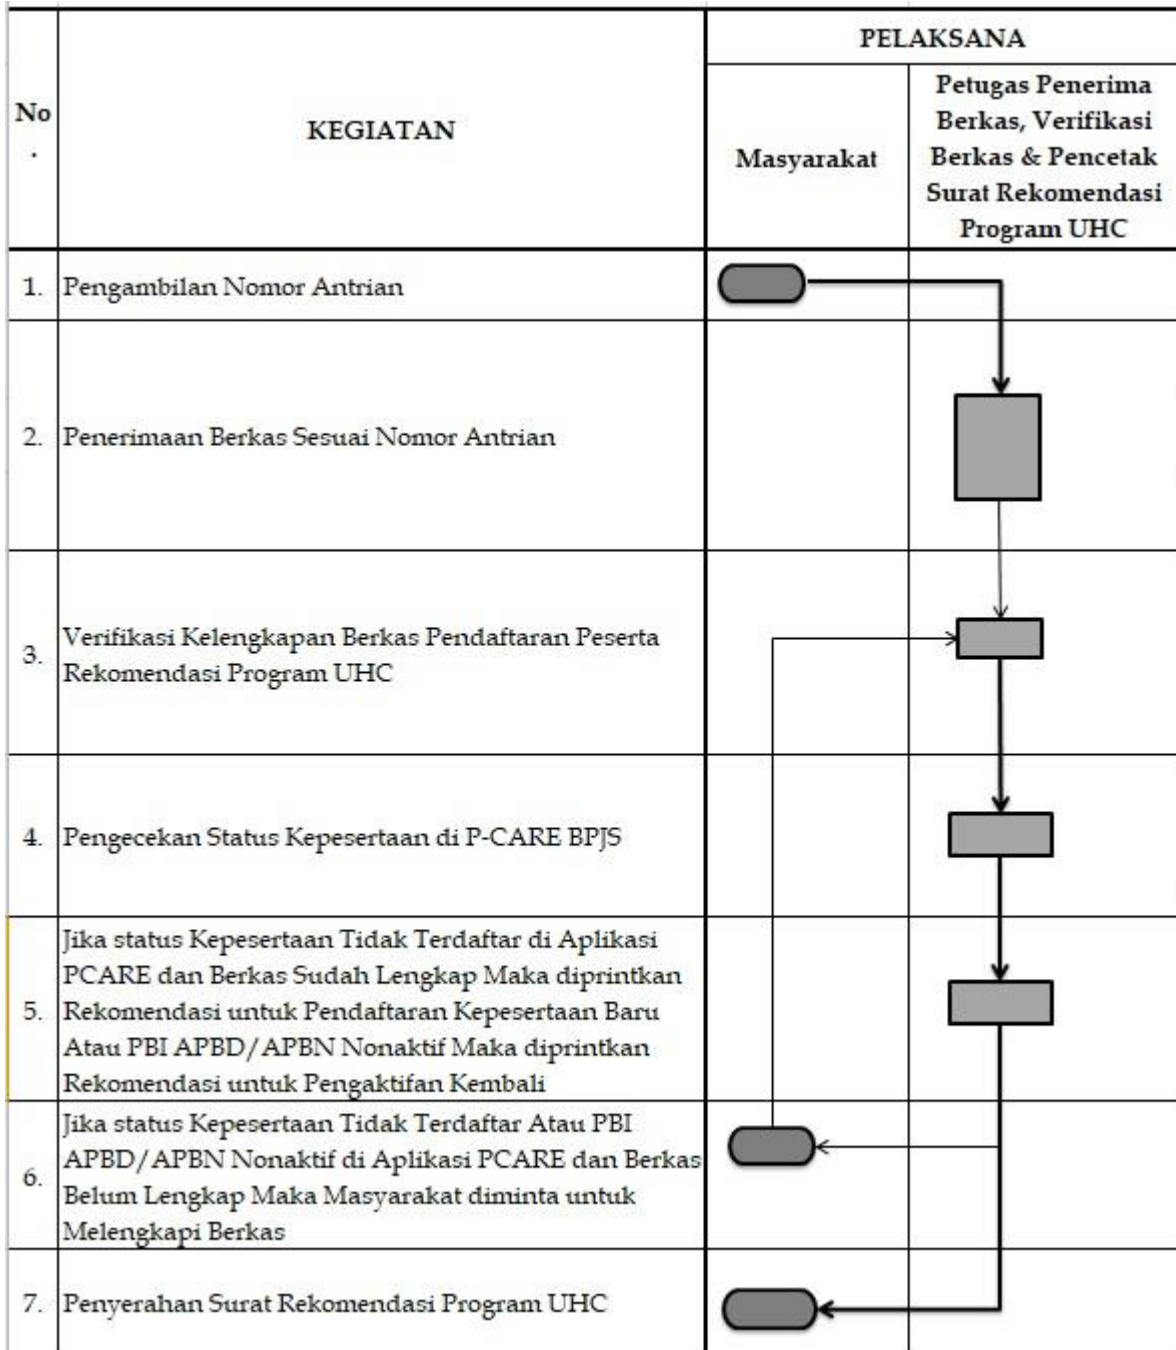 PELAKSANA
No
.
KEGIATAN
Masyarakat
Petugas Penerima
Berkas, Verifikasi
Berkas & Pencetak
Surat Rekomendasi
Program UHC
1. Pengambilan Nomor Antrian
2. Penerimaan Berkas Sesuai Nomor Antrian
3. Verifikasi Kelengkapan Berkas Pendaftaran Peserta
Rekomendasi Program UHC
4. Pengecekan Status Kepesertaan di P-CARE BPJS
5. Jika status Kepesertaan Tidak Terdaftar di Aplikasi
PCARE dan Berkas Sudah Lengkap Maka diprintkan
Rekomendasi untuk Pendaftaran Kepesertaan Baru
Atau PBI APBD/APBN Nonaktif Maka diprintkan
Rekomendasi untuk Pengaktifan Kembali
6. Jika status Kepesertaan Tidak Terdaftar Atau PBI
APBD/APBN Nonaktif di Aplikasi PCARE dan Berkas
Belum Lengkap Maka Masyarakat diminta untuk
Melengkapi Berkas
7. Penyerahan Surat Rekomendasi Program UHC